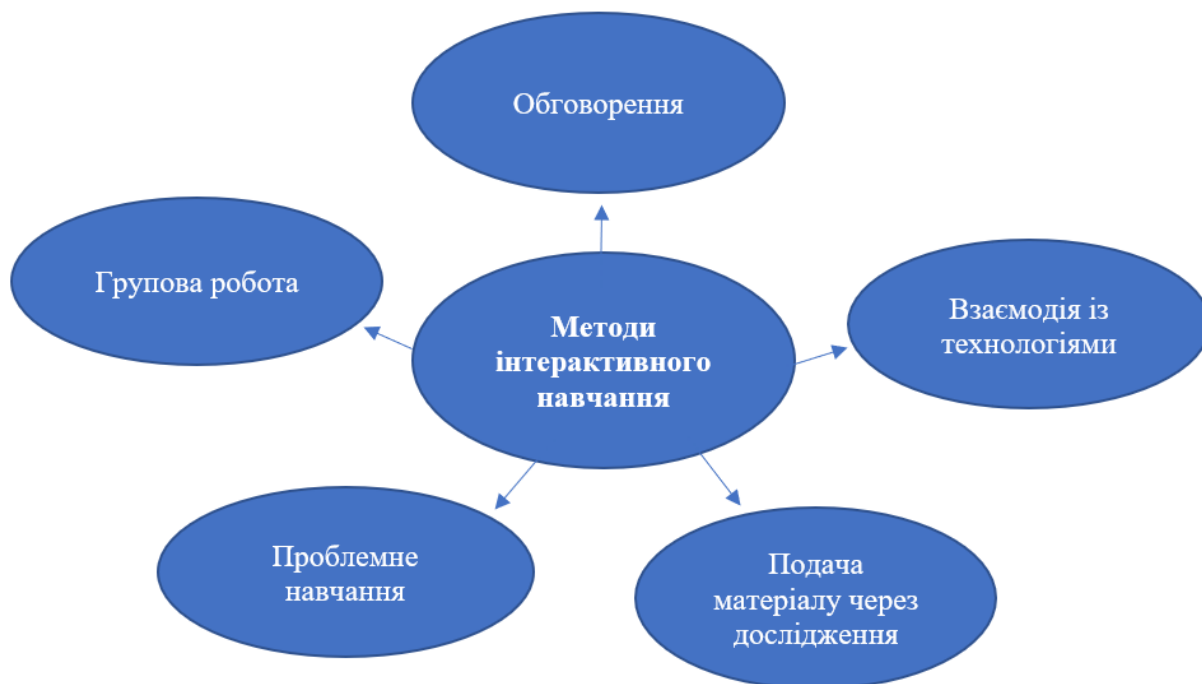 Обговорення
Групова робота
Взаємодія із
технологіями
Методи
інтерактивного
навчання
Проблемне
навчання
Подача
матеріалу через
дослідження